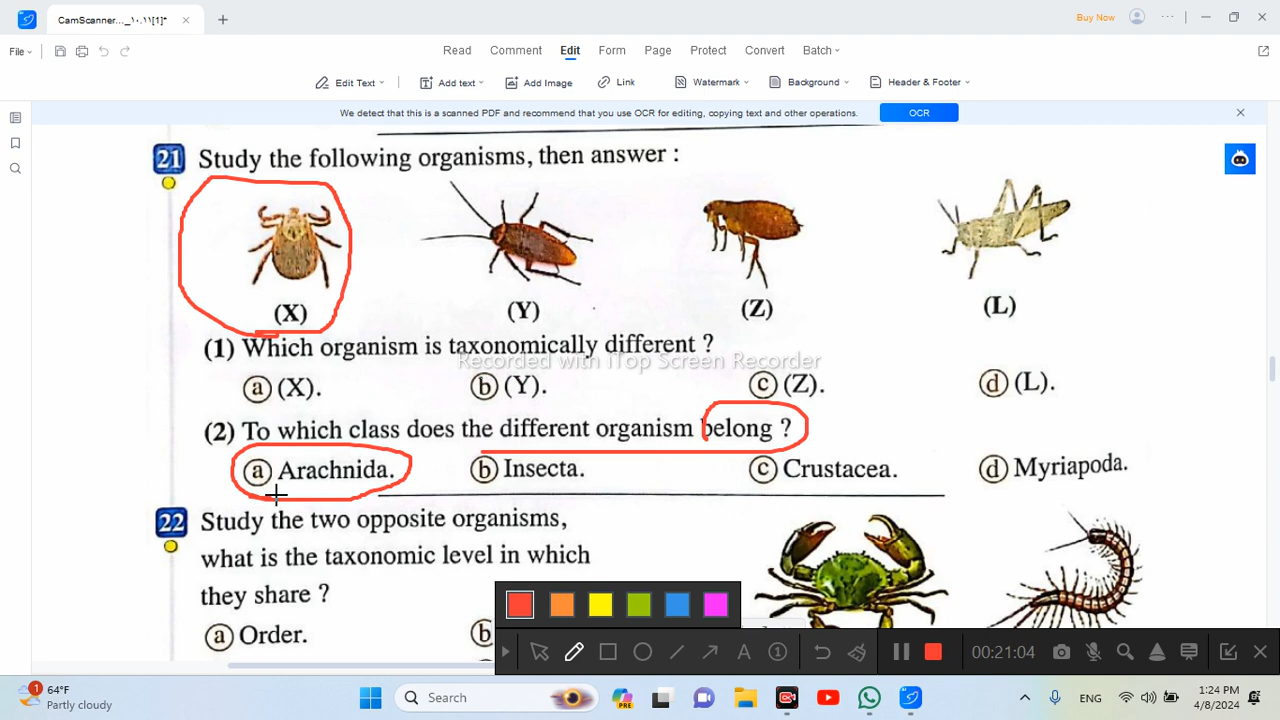 CamScanner..._١٠.١١[1]*
Buy Now
File
Read Comment Edit Form Page Protect Convert Batch
Edit Text Add text Add Image Link Watermark Background Header & Footer
We detect that this is a scanned PDF and recommend that you use OCR for editing, copying text and other operations. OCR
21 Study the following organisms, then answer :
(X) (Y) (Z) (L)
(1) Which organism is taxonomically different ?
Recorded with iTop Screen Recorder
a (X). b (Y). c (Z). d (L).
(2) To which class does the different organism belong ?
a Arachnida. b Insecta. c Crustacea. d Myriapoda.
22 Study the two opposite organisms,
what is the taxonomic level in which
they share ?
a Order. b
A 1 00:21:04
1 64°F
Partly cloudy
Search
PRE
ENG
1:24 PM
4/8/2024